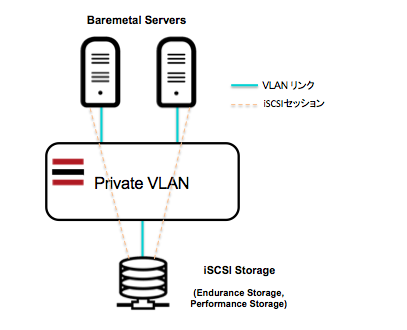 Baremetal Servers
VLAN リンク
iSCSIセッション
Private VLAN
iSCSI Storage
(Endurance Storage,
Performance Storage)